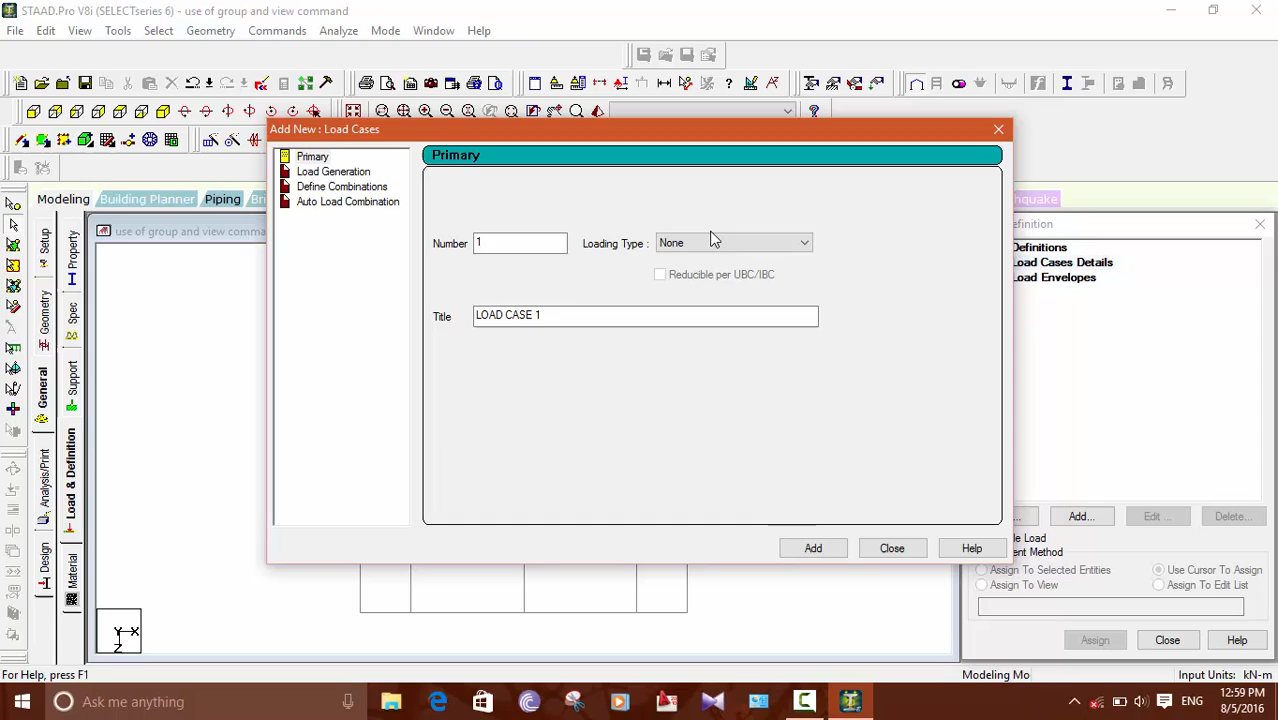 STAAD.Pro V8i (SELECTseries 6) - use of group and view command
File Edit View Tools Select Geometry Commands Analyze Mode Window Help
Add New : Load Cases
Primary
Load Generation
Define Combinations
Auto Load Combination
Primary
Number 1 Loading Type : None
Reducible per UBC/IBC
Title LOAD CASE 1
Add Close Help
Modeling Building Planner Piping
use of group and view comma
Setup
Geometry
General
Analysis/Print
Design
Property
Spec
Support
Load & Definition
Material
Definitions
Load Cases Details
Load Envelopes
Add... Edit ... Delete...
Assign To Selected Entities Use Cursor To Assign
Assign To View Assign To Edit List
Assign Close Help
Y X
Z
For Help, press F1 Modeling Mo Input Units: kN-m
Ask me anything
ENG
12:59 PM
8/5/2016